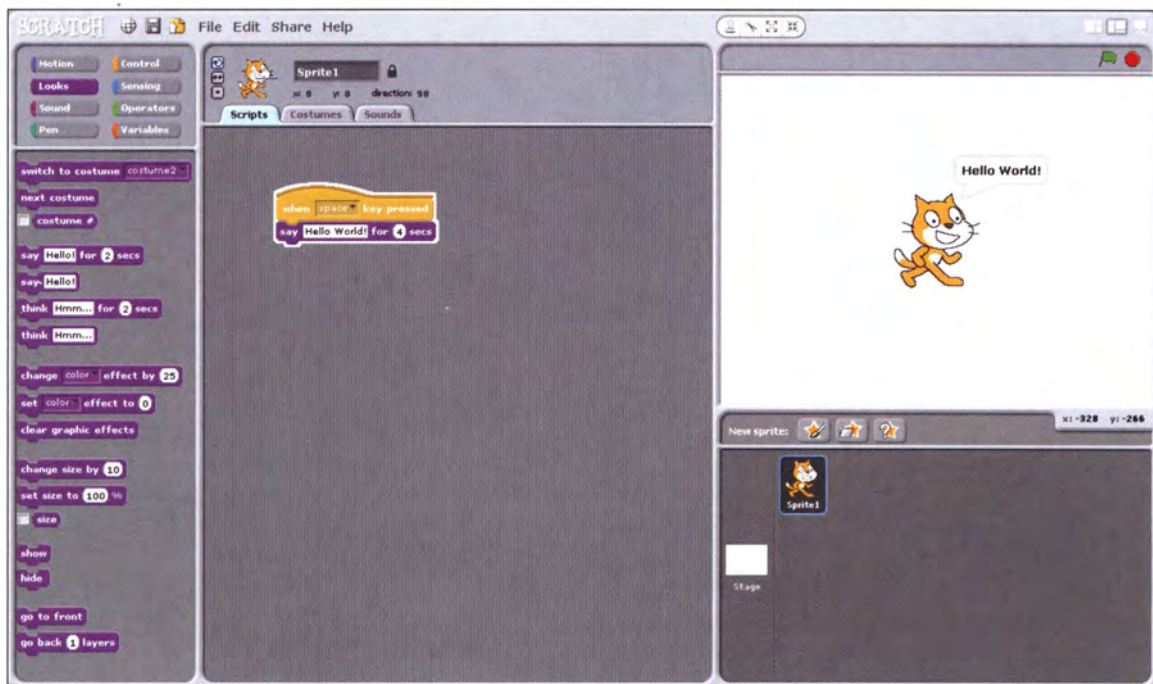 SCRATCH File Edit Share Help
Motion Control
Looks Sensing
Sound Operators
Pen Variables
switch to costume costume2
next costume
costume #
say Hello! for 2 secs
say Hello!
think Hmm... for 2 secs
think Hmm...
change color effect by 25
set color effect to 0
clear graphic effects
change size by 10
set size to 100 %
size
show
hide
go to front
go back 1 layers
Sprite1
x: 0 y: 0 direction: 90
Scripts Costumes Sounds
when space key pressed
say Hello World! for 4 secs
Hello World!
x: -328 y: -266
New sprite:
Sprite1
Stage